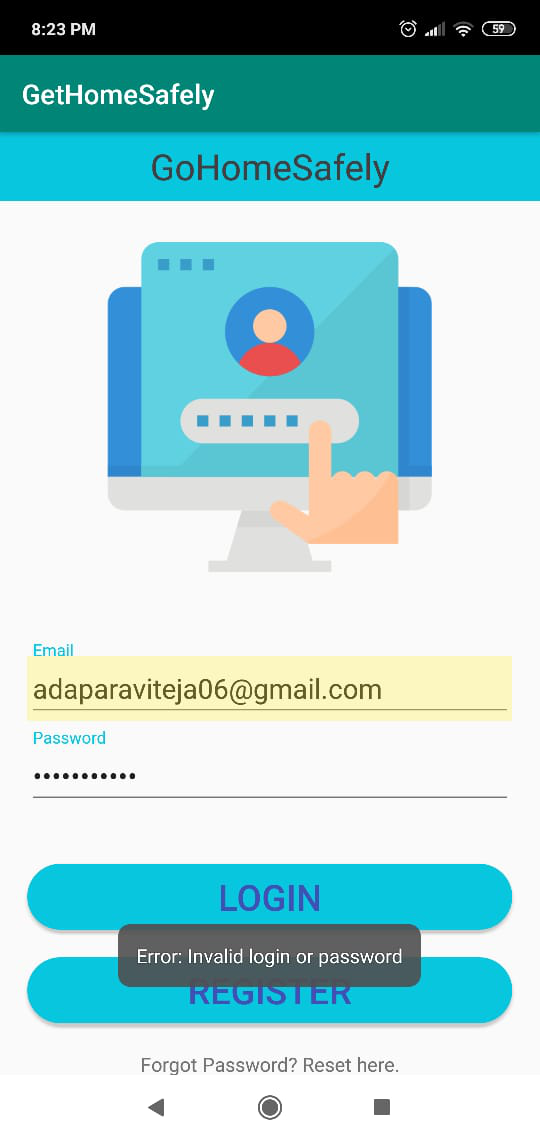 8:23 PM
59
GetHomeSafely
GoHomeSafely
Email
adaparaviteja06@gmail.com
Password
•••••••••••
LOGIN
Error: Invalid login or password
REGISTER
Forgot Password? Reset here.